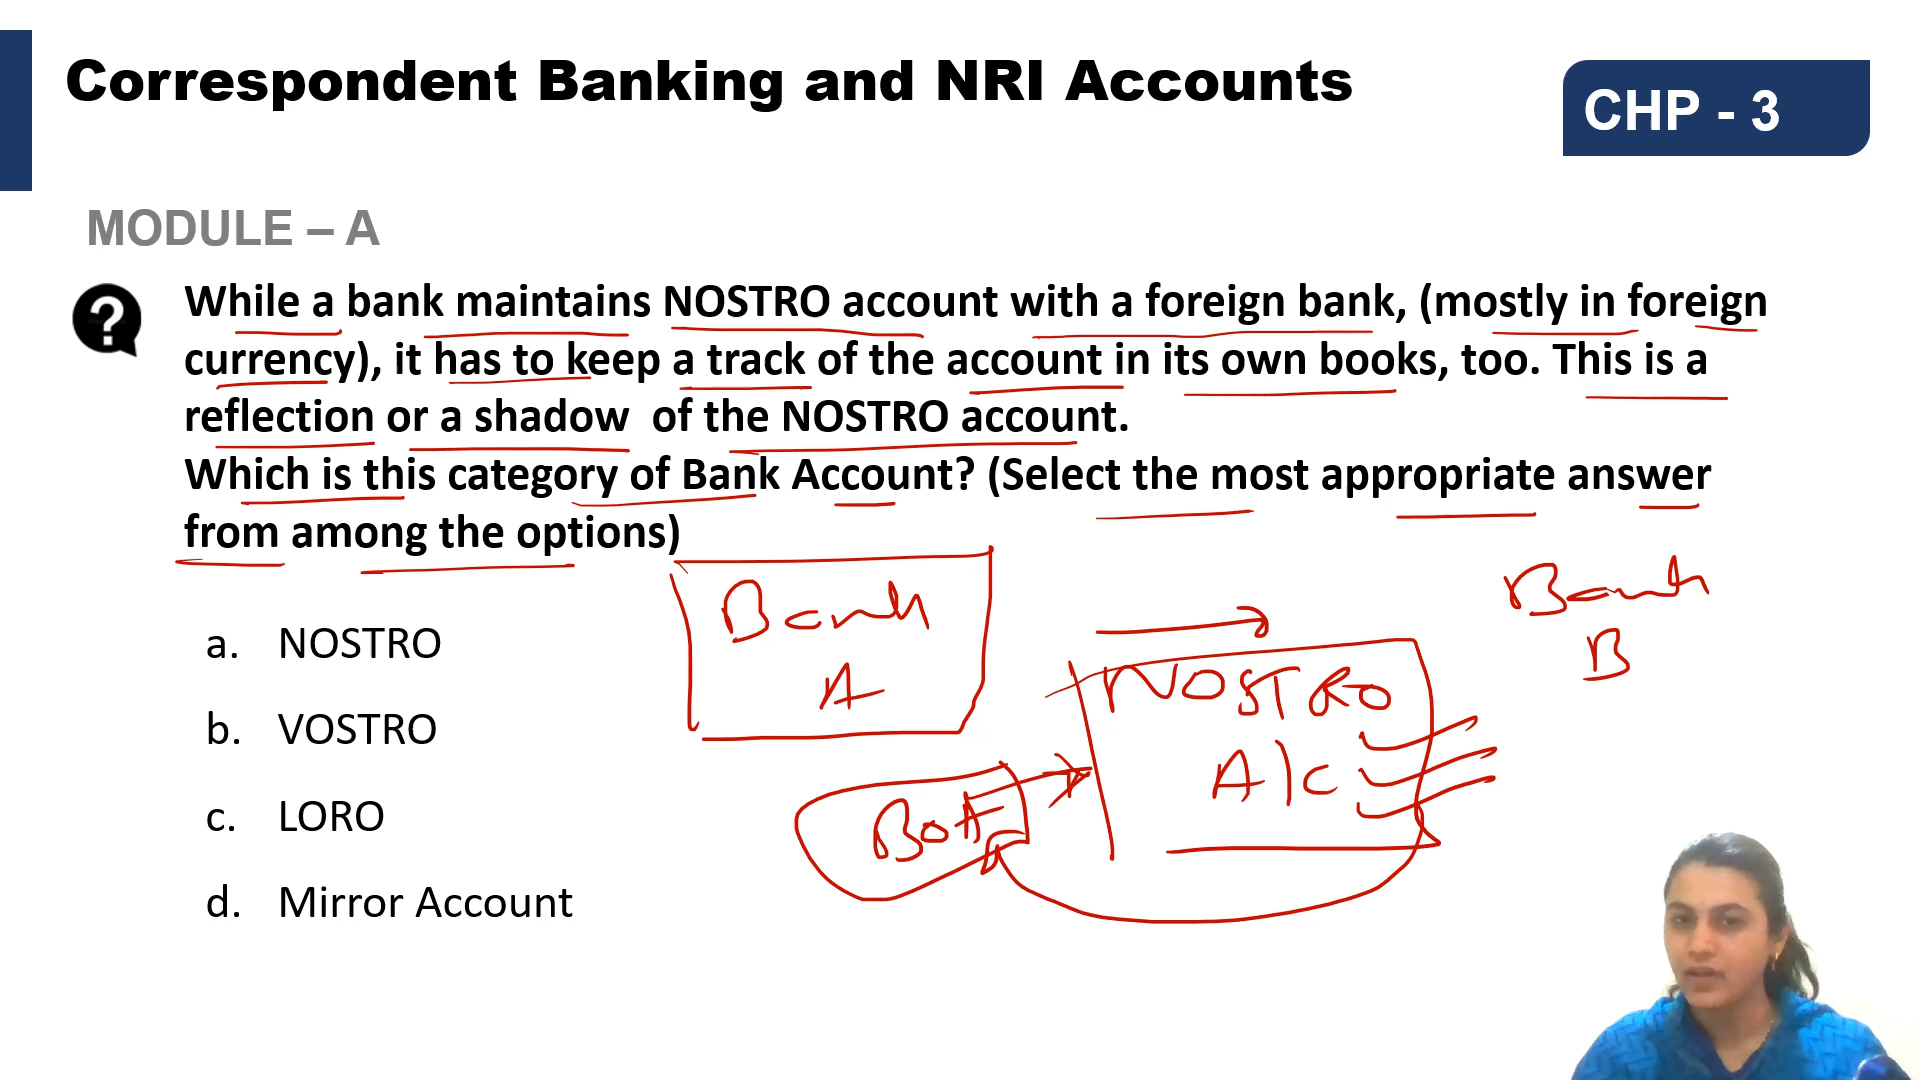 Correspondent Banking and NRI Accounts
CHP - 3
MODULE – A
While a bank maintains NOSTRO account with a foreign bank, (mostly in foreign
currency), it has to keep a track of the account in its own books, too. This is a
reflection or a shadow of the NOSTRO account.
Which is this category of Bank Account? (Select the most appropriate answer
from among the options)
a. NOSTRO
b. VOSTRO
c. LORO
d. Mirror Account
Bank
A
Bank
B
NOSTRO
A/c
BoA